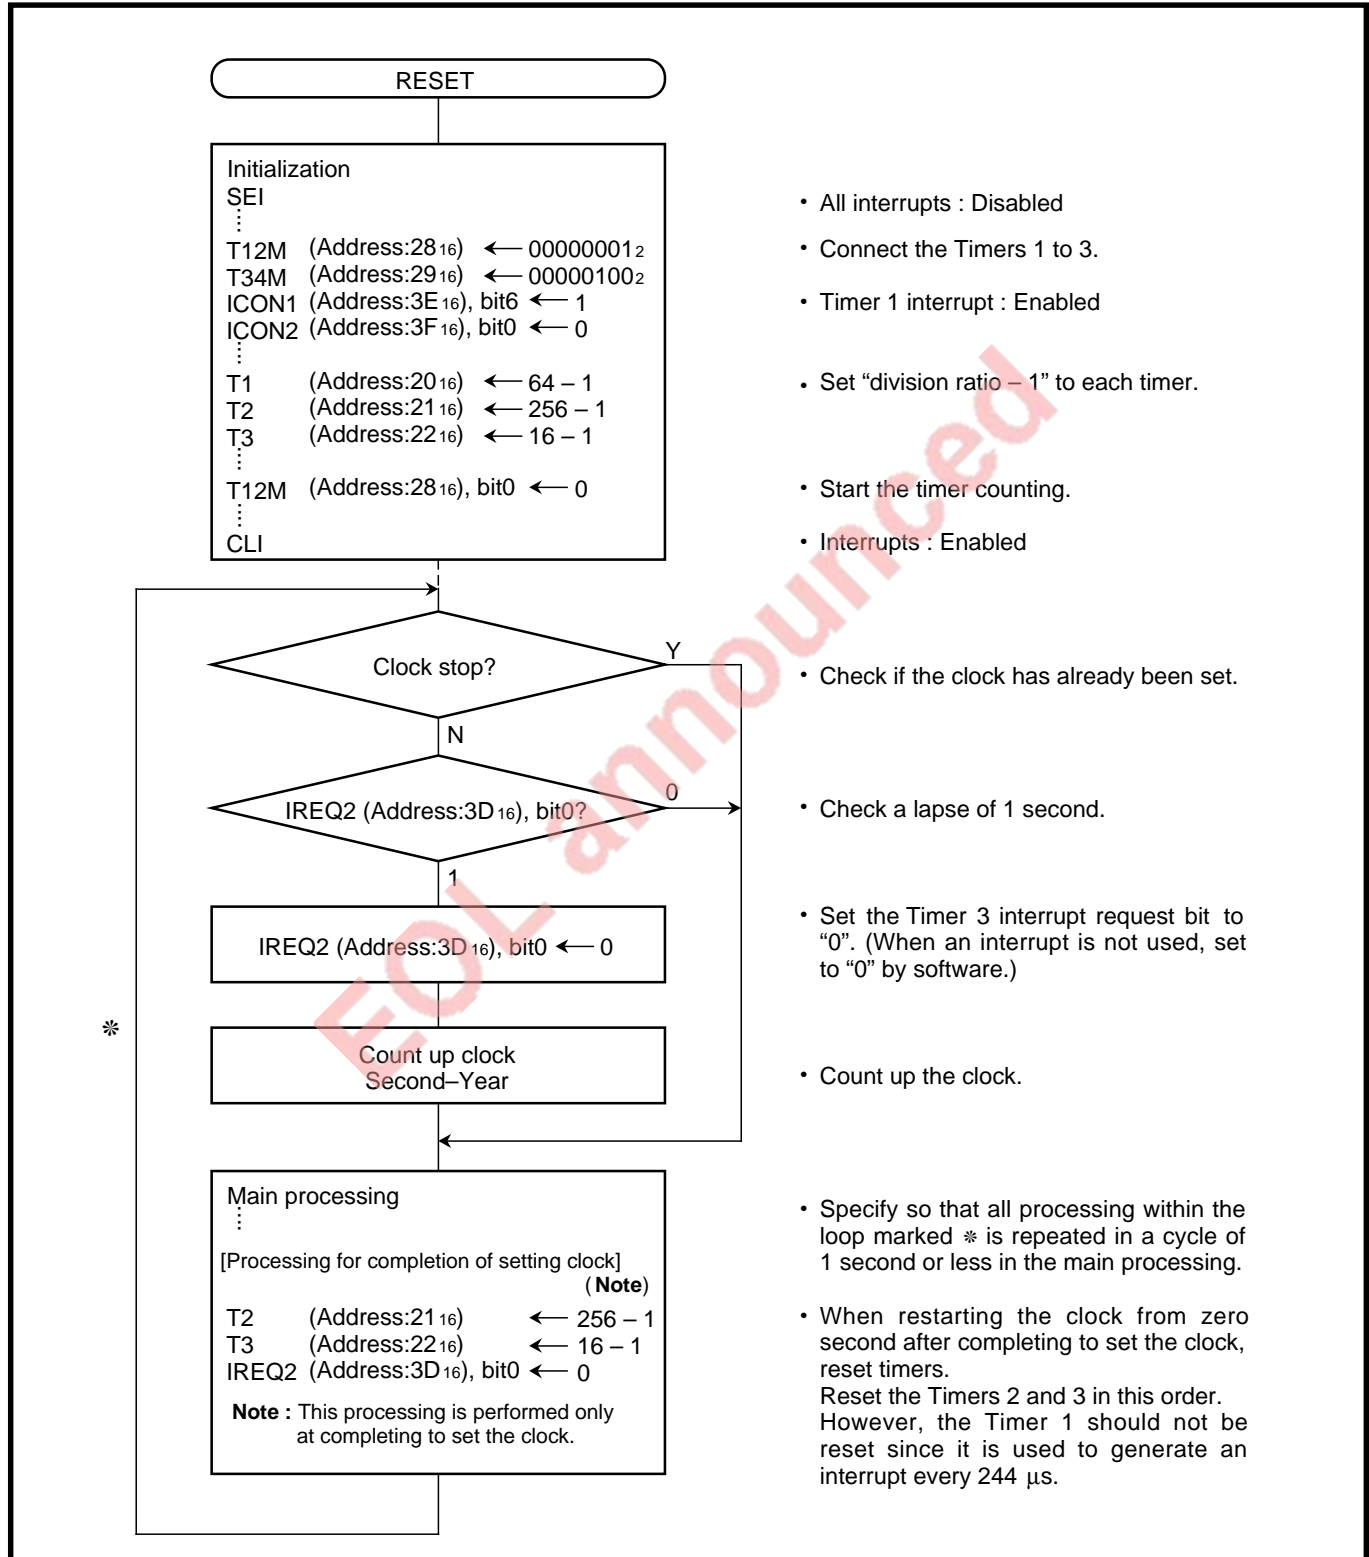 RESET
Initialization
SEI
T12M (Address:28₁₆) ← 00000001₂
T34M (Address:29₁₆) ← 00000100₂
ICON1 (Address:3E₁₆), bit6 ← 1
ICON2 (Address:3F₁₆), bit0 ← 0
T1 (Address:20₁₆) ← 64 – 1
T2 (Address:21₁₆) ← 256 – 1
T3 (Address:22₁₆) ← 16 – 1
T12M (Address:28₁₆), bit0 ← 0
CLI
• All interrupts : Disabled
• Connect the Timers 1 to 3.
• Timer 1 interrupt : Enabled
• Set “division ratio – 1” to each timer.
• Start the timer counting.
• Interrupts : Enabled
Clock stop?
Y
N
• Check if the clock has already been set.
IREQ2 (Address:3D₁₆), bit0?
0
1
• Check a lapse of 1 second.
IREQ2 (Address:3D₁₆), bit0 ← 0
• Set the Timer 3 interrupt request bit to
“0”. (When an interrupt is not used, set
to “0” by software.)
※
Count up clock
Second–Year
• Count up the clock.
Main processing
[Processing for completion of setting clock]
(Note)
T2 (Address:21₁₆) ← 256 – 1
T3 (Address:22₁₆) ← 16 – 1
IREQ2 (Address:3D₁₆), bit0 ← 0
Note : This processing is performed only
at completing to set the clock.
• Specify so that all processing within the
loop marked ※ is repeated in a cycle of
1 second or less in the main processing.
• When restarting the clock from zero
second after completing to set the clock,
reset timers.
Reset the Timers 2 and 3 in this order.
However, the Timer 1 should not be
reset since it is used to generate an
interrupt every 244 µs.
EOL announced